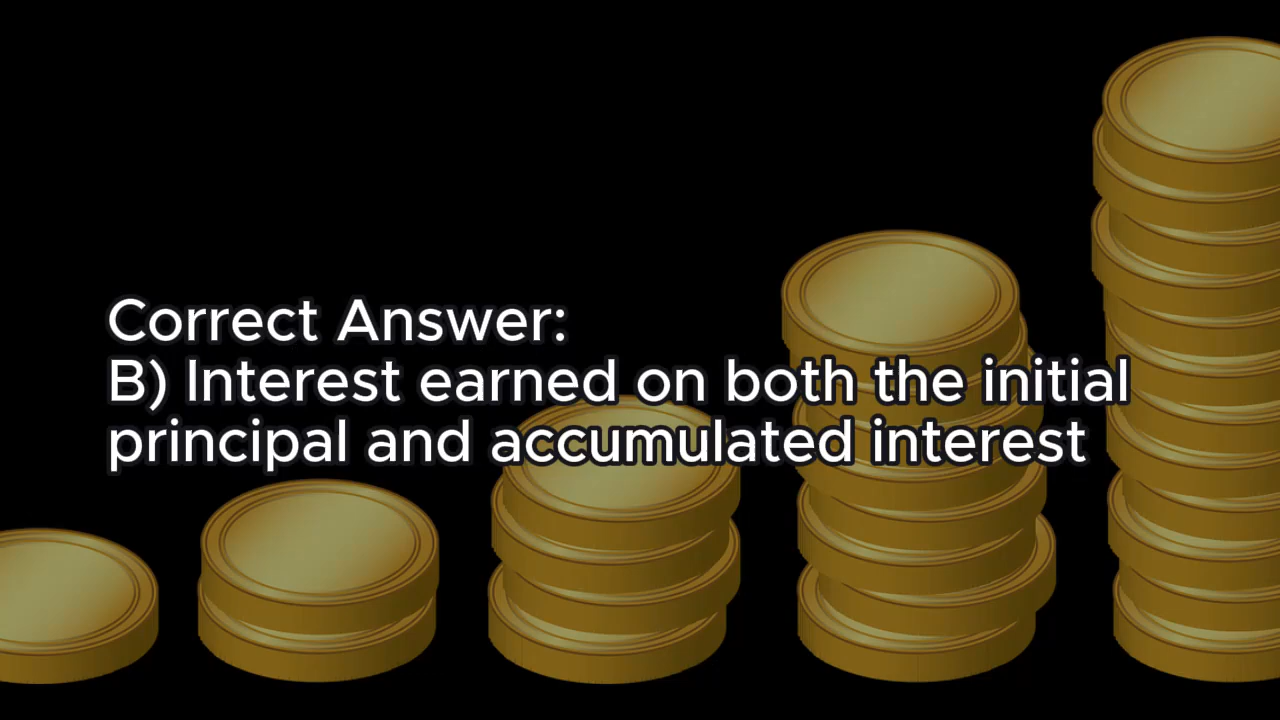 Correct Answer:
B) Interest earned on both the initial
principal and accumulated interest